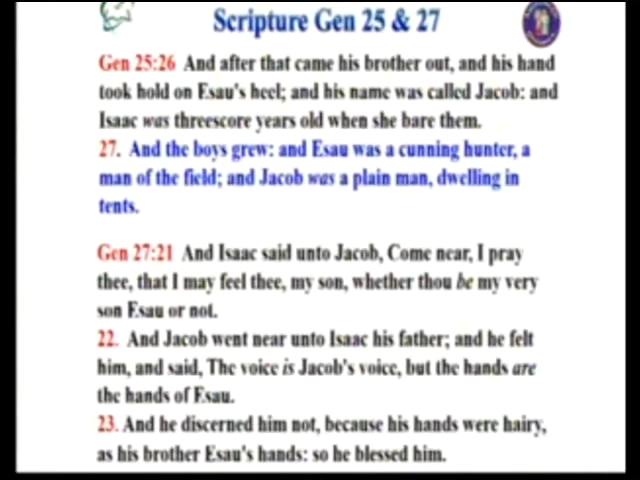 Scripture Gen 25 & 27
Gen 25:26 And after that came his brother out, and his hand
took hold on Esau's heel; and his name was called Jacob: and
Isaac was threescore years old when she bare them.
27. And the boys grew: and Esau was a cunning hunter, a
man of the field; and Jacob was a plain man, dwelling in
tents.
Gen 27:21 And Isaac said unto Jacob, Come near, I pray
thee, that I may feel thee, my son, whether thou be my very
son Esau or not.
22. And Jacob went near unto Isaac his father; and he felt
him, and said, The voice is Jacob's voice, but the hands are
the hands of Esau.
23. And he discerned him not, because his hands were hairy,
as his brother Esau's hands: so he blessed him.